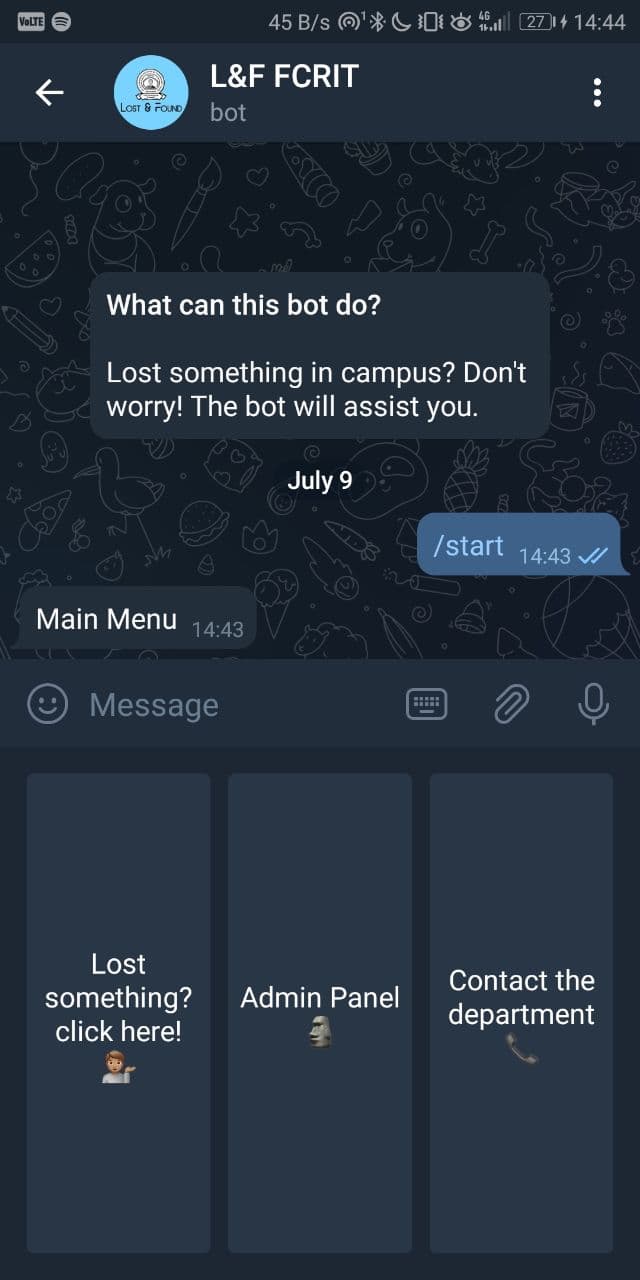 VoLTE 45 B/s 1 4G 27 14:44
L&F FCRIT
LOST & FOUND
bot
What can this bot do?
Lost something in campus? Don't
worry! The bot will assist you.
July 9
/start 14:43
Main Menu 14:43
Message
Lost
something?
click here!
Admin Panel
Contact the
department